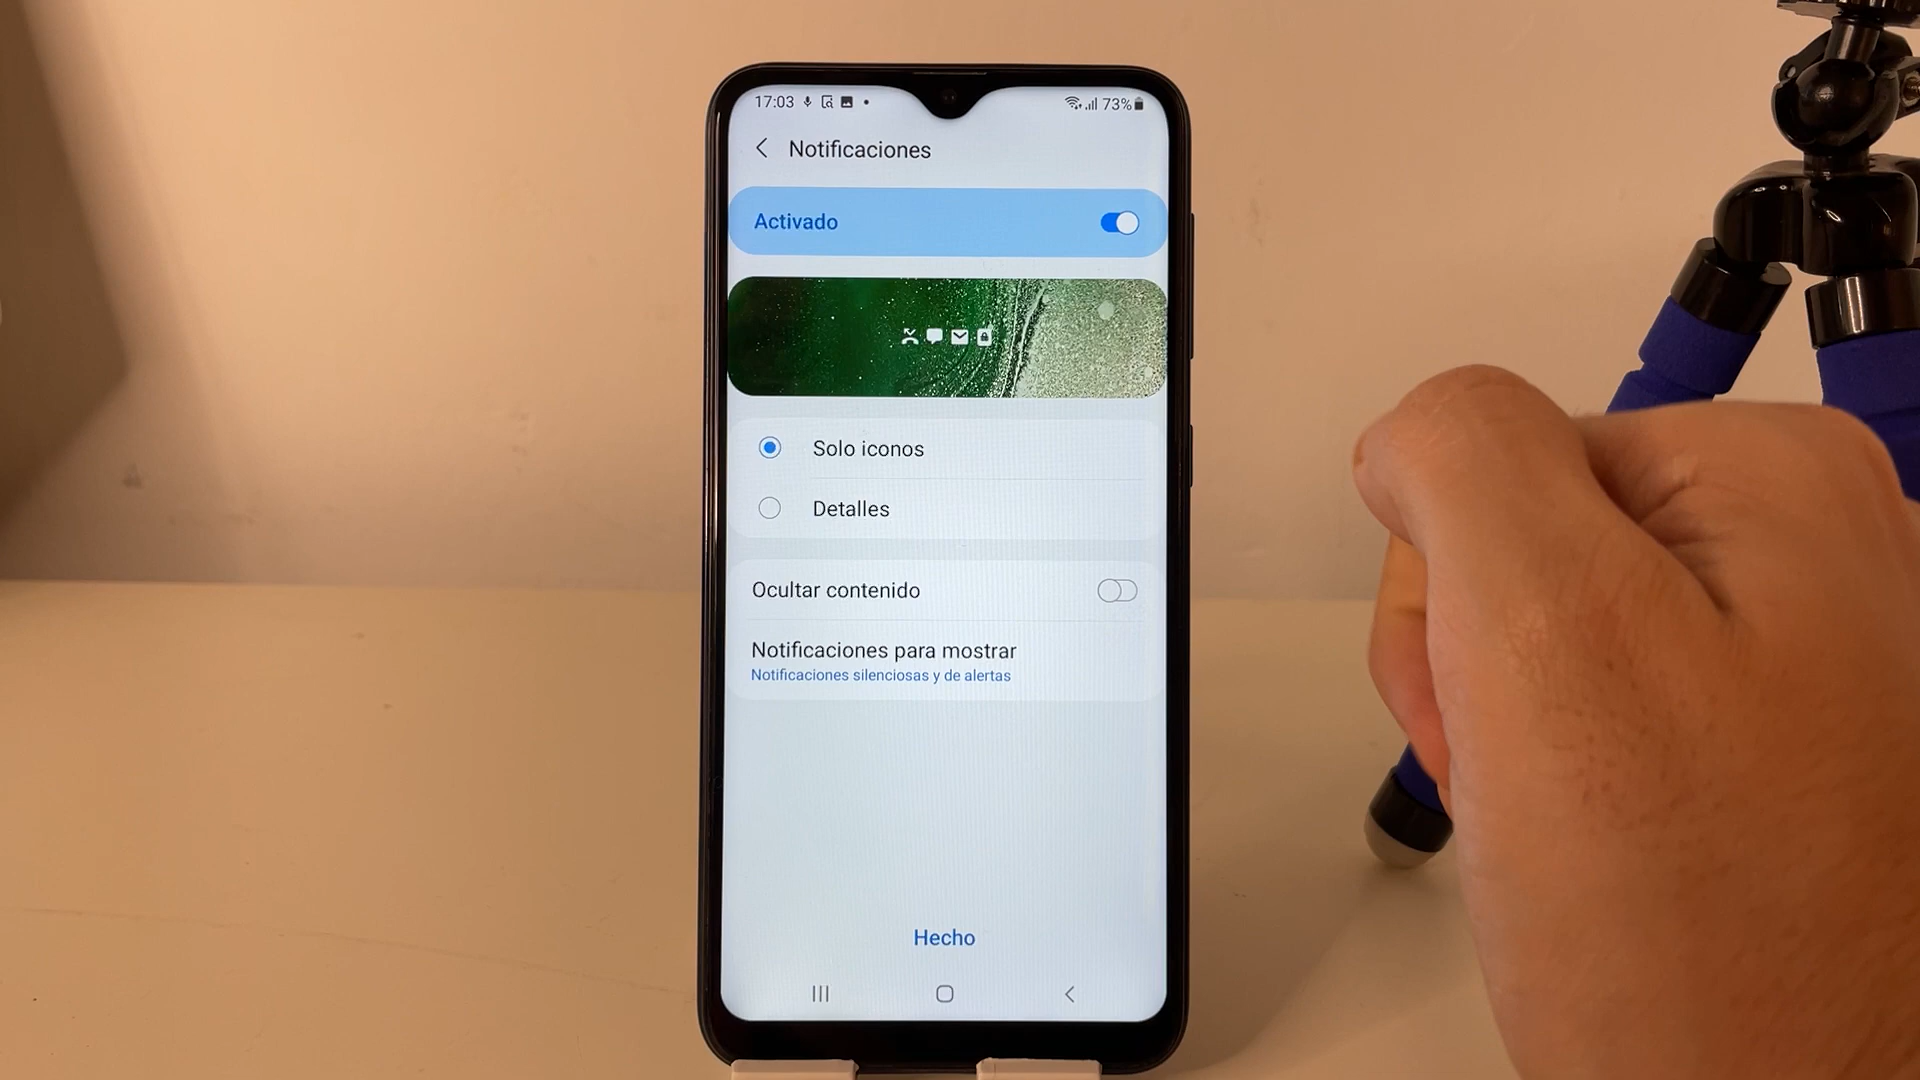 17:03
73%
Notificaciones
Activado
Solo iconos
Detalles
Ocultar contenido
Notificaciones para mostrar
Notificaciones silenciosas y de alertas
Hecho